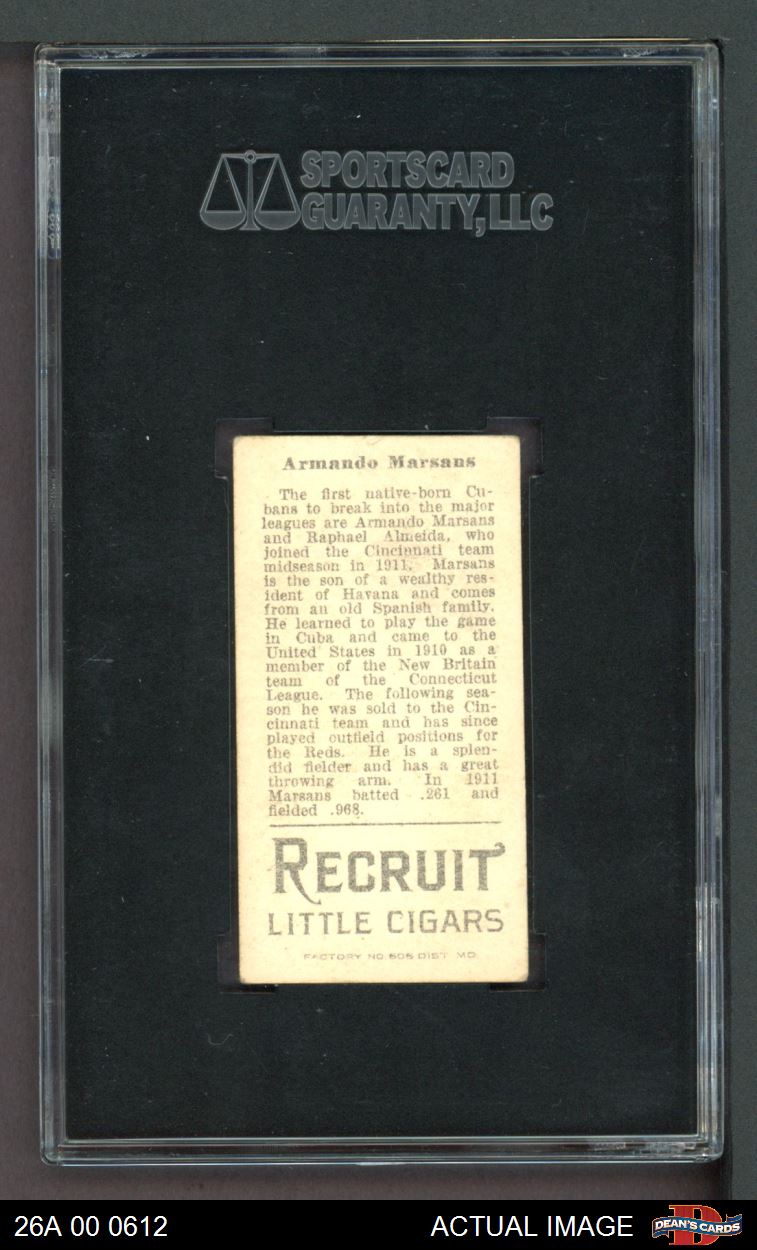 SPORTSCARD
GUARANTY, LLC
Armando Marsans
The first native-born Cu-
bans to break into the major
leagues are Armando Marsans
and Raphael Almeida, who
joined the Cincinnati team
midseason in 1911. Marsans
is the son of a wealthy res-
ident of Havana and comes
from an old Spanish family.
He learned to play the game
in Cuba and came to the
United States in 1910 as a
member of the New Britain
team of the Connecticut
League. The following sea-
son he was sold to the Cin-
cinnati team and has since
played outfield positions for
the Reds. He is a splen-
did fielder and has a great
throwing arm. In 1911
Marsans batted .261 and
fielded .968.
RECRUIT
LITTLE CIGARS
FACTORY NO. 606 DIST. MD.
26A 00 0612
ACTUAL IMAGE
DEAN'S CARDS